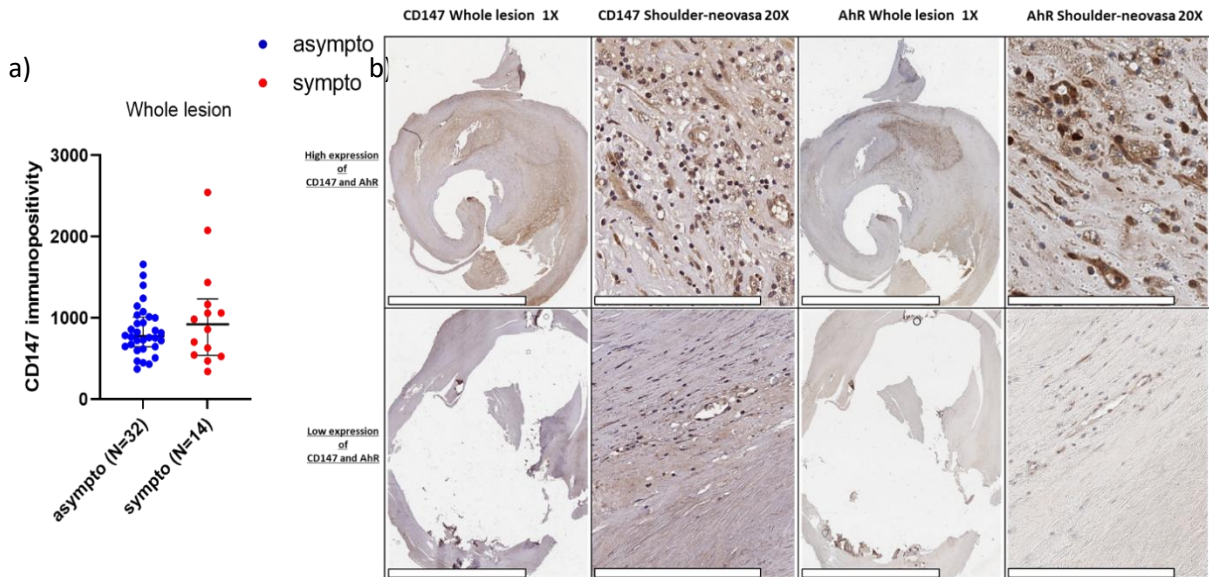 CD147 Whole lesion 1X
CD147 Shoulder-neovasa 20X
AhR Whole lesion 1X
AhR Shoulder-neovasa 20X
asympto
sympto
a)
b)
Whole lesion
3000
2000
1000
0
CD147 immunopositivity
asympto (N=32)
sympto (N=14)
High expression
of
CD147 and AhR
Low expression
of
CD147 and AhR